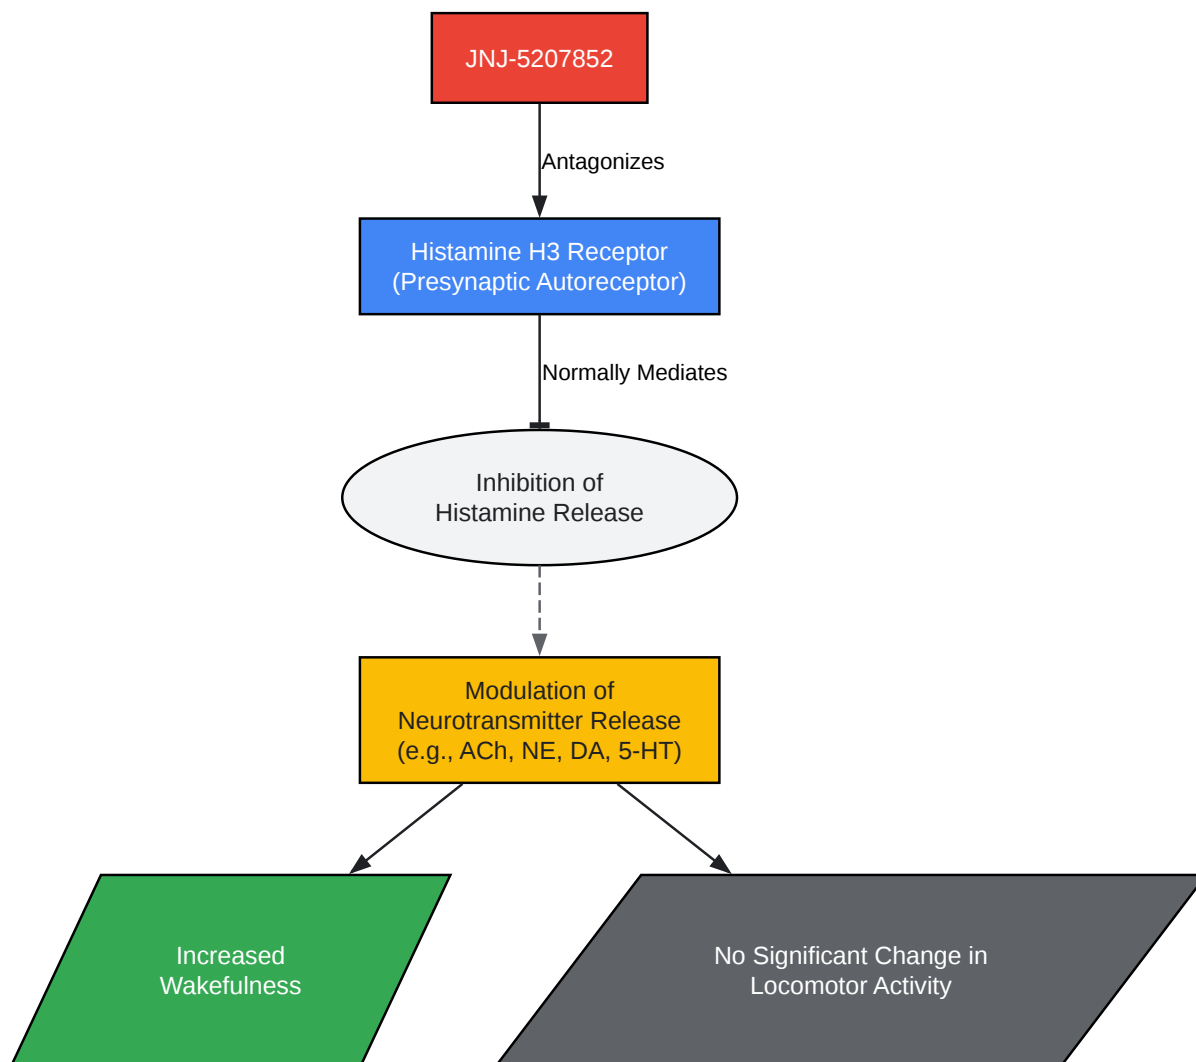 JNJ-5207852
Antagonizes
Histamine H3 Receptor
(Presynaptic Autoreceptor)
Normally Mediates
Inhibition of
Histamine Release
Modulation of
Neurotransmitter Release
(e.g., ACh, NE, DA, 5-HT)
Increased
Wakefulness
No Significant Change in
Locomotor Activity